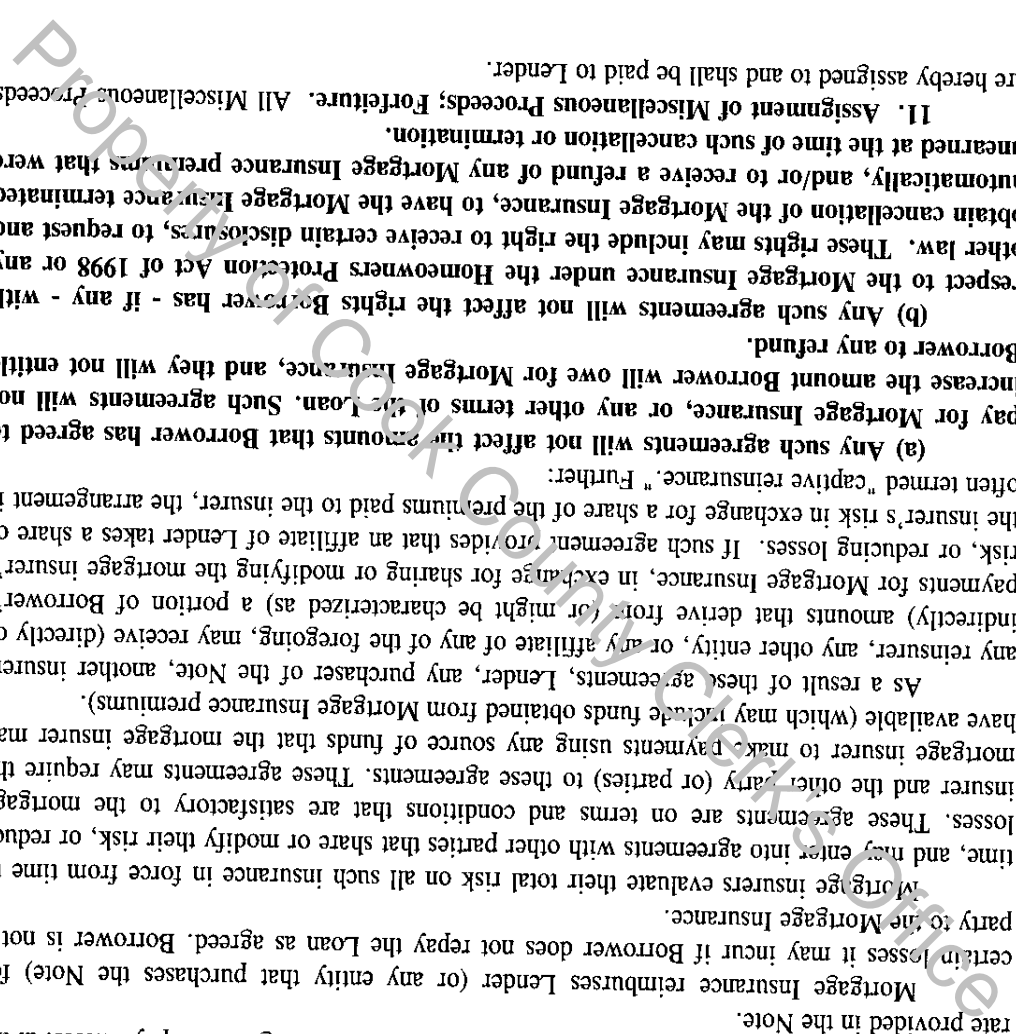 rate provided in the Note.
Mortgage Insurance reimburses Lender (or any entity that purchases the Note) f
certain losses it may incur if Borrower does not repay the Loan as agreed. Borrower is not
party to the Mortgage Insurance.
Mortgage insurers evaluate their total risk on all such insurance in force from time
time, and may enter into agreements with other parties that share or modify their risk, or reduc
losses. These agreements are on terms and conditions that are satisfactory to the mortgag
insurer and the other party (or parties) to these agreements. These agreements may require th
mortgage insurer to make payments using any source of funds that the mortgage insurer ma
have available (which may include funds obtained from Mortgage Insurance premiums).
As a result of these agreements, Lender, any purchaser of the Note, another insurer
any reinsurer, any other entity, or any affiliate of any of the foregoing, may receive (directly o
indirectly) amounts that derive from (or might be characterized as) a portion of Borrower'
payments for Mortgage Insurance, in exchange for sharing or modifying the mortgage insurer'
risk, or reducing losses. If such agreement provides that an affiliate of Lender takes a share o
the insurer's risk in exchange for a share of the premiums paid to the insurer, the arrangement i
often termed "captive reinsurance." Further:
(a) Any such agreements will not affect the amounts that Borrower has agreed t
pay for Mortgage Insurance, or any other terms of the Loan. Such agreements will no
increase the amount Borrower will owe for Mortgage Insurance, and they will not entitl
Borrower to any refund.
(b) Any such agreements will not affect the rights Borrower has - if any - with
respect to the Mortgage Insurance under the Homeowners Protection Act of 1998 or any
other law. These rights may include the right to receive certain disclosures, to request and
obtain cancellation of the Mortgage Insurance, to have the Mortgage Insurance terminated
automatically, and/or to receive a refund of any Mortgage Insurance premiums that were
unearned at the time of such cancellation or termination.
11. Assignment of Miscellaneous Proceeds; Forfeiture. All Miscellaneous Proceeds
are hereby assigned to and shall be paid to Lender.
Property of Cook County Clerk's Office